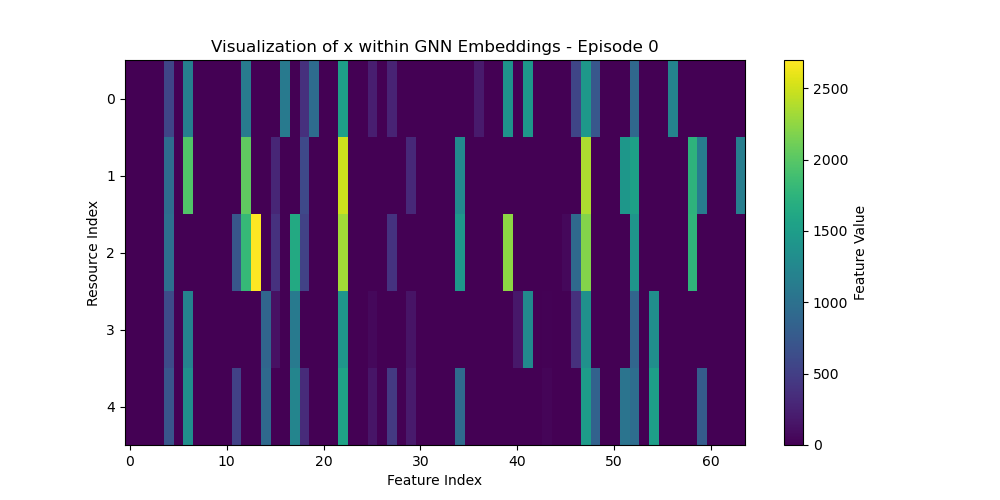 Visualization of x within GNN Embeddings - Episode 0
Resource Index
0
1
2
3
4
0 10 20 30 40 50 60
Feature Index
2500
2000
1500
1000
500
0
Feature Value